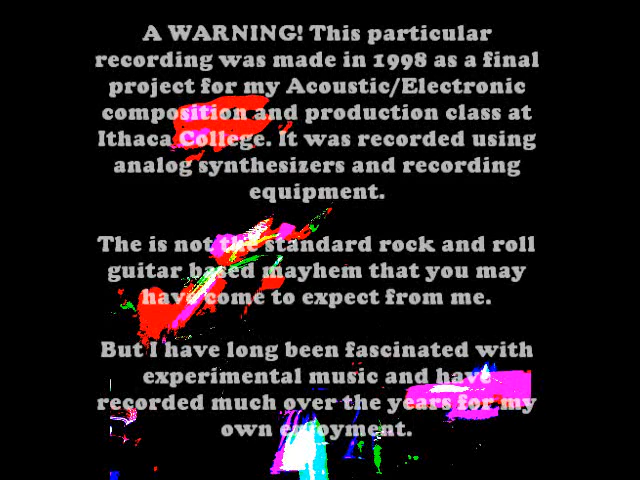 A WARNING! This particular
recording was made in 1998 as a final
project for my Acoustic/Electronic
composition and production class at
Ithaca College. It was recorded using
analog synthesizers and recording
equipment.
The is not the standard rock and roll
guitar based mayhem that you may
have come to expect from me.
But I have long been fascinated with
experimental music and have
recorded much over the years for my
own enjoyment.